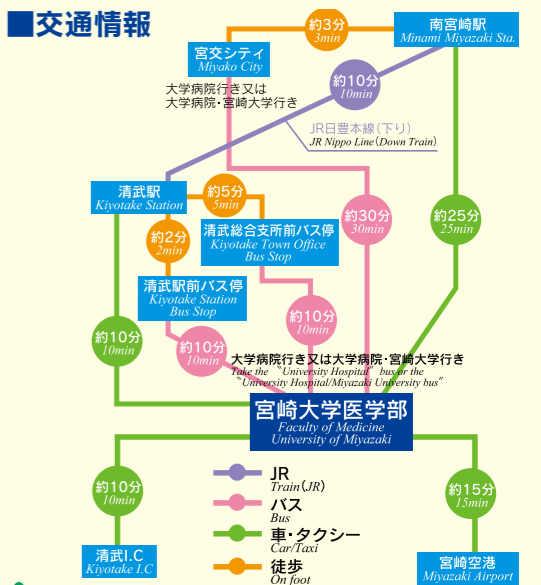 ■交通情報
約3分
3min
南宮崎駅
Minami Miyazaki Sta.
宮交シティ
Miyako City
大学病院行き又は
大学病院・宮崎大学行き
約10分
10min
JR日豊本線(下り)
JR Nippo Line(Down Train)
清武駅
Kiyotake Station
約5分
5min
約30分
30min
約25分
25min
約2分
2min
清武総合支所前バス停
Kiyotake Town Office
Bus Stop
清武駅前バス停
Kiyotake Station
Bus Stop
約10分
10min
約10分
10min
約10分
10min
大学病院行き又は大学病院・宮崎大学行き
Take the "University Hospital" bus or the
"University Hospital/Miyazaki University bus"
宮崎大学医学部
Faculty of Medicine
University of Miyazaki
約10分
10min
約15分
15min
JR
Train(JR)
バス
Bus
車・タクシー
Car/Taxi
徒歩
On foot
清武I.C
Kiyotake I.C
宮崎空港
Miyazaki Airport